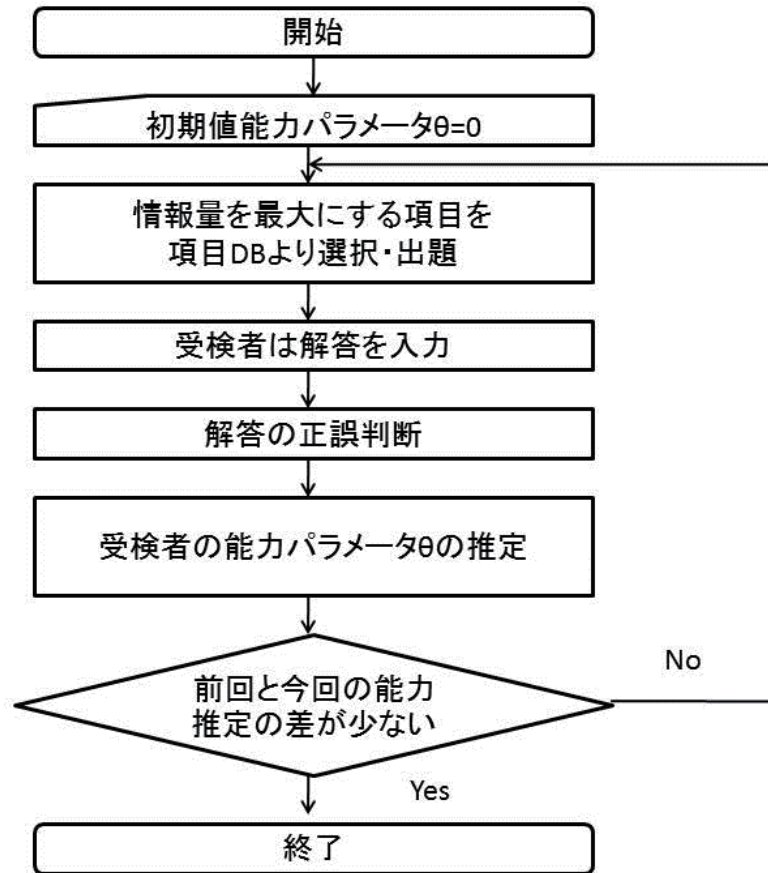 開始
初期値能力パラメータθ=0
情報量を最大にする項目を
項目DBより選択・出題
受検者は解答を入力
解答の正誤判断
受検者の能力パラメータθの推定
前回と今回の能力
推定の差が少ない
No
Yes
終了